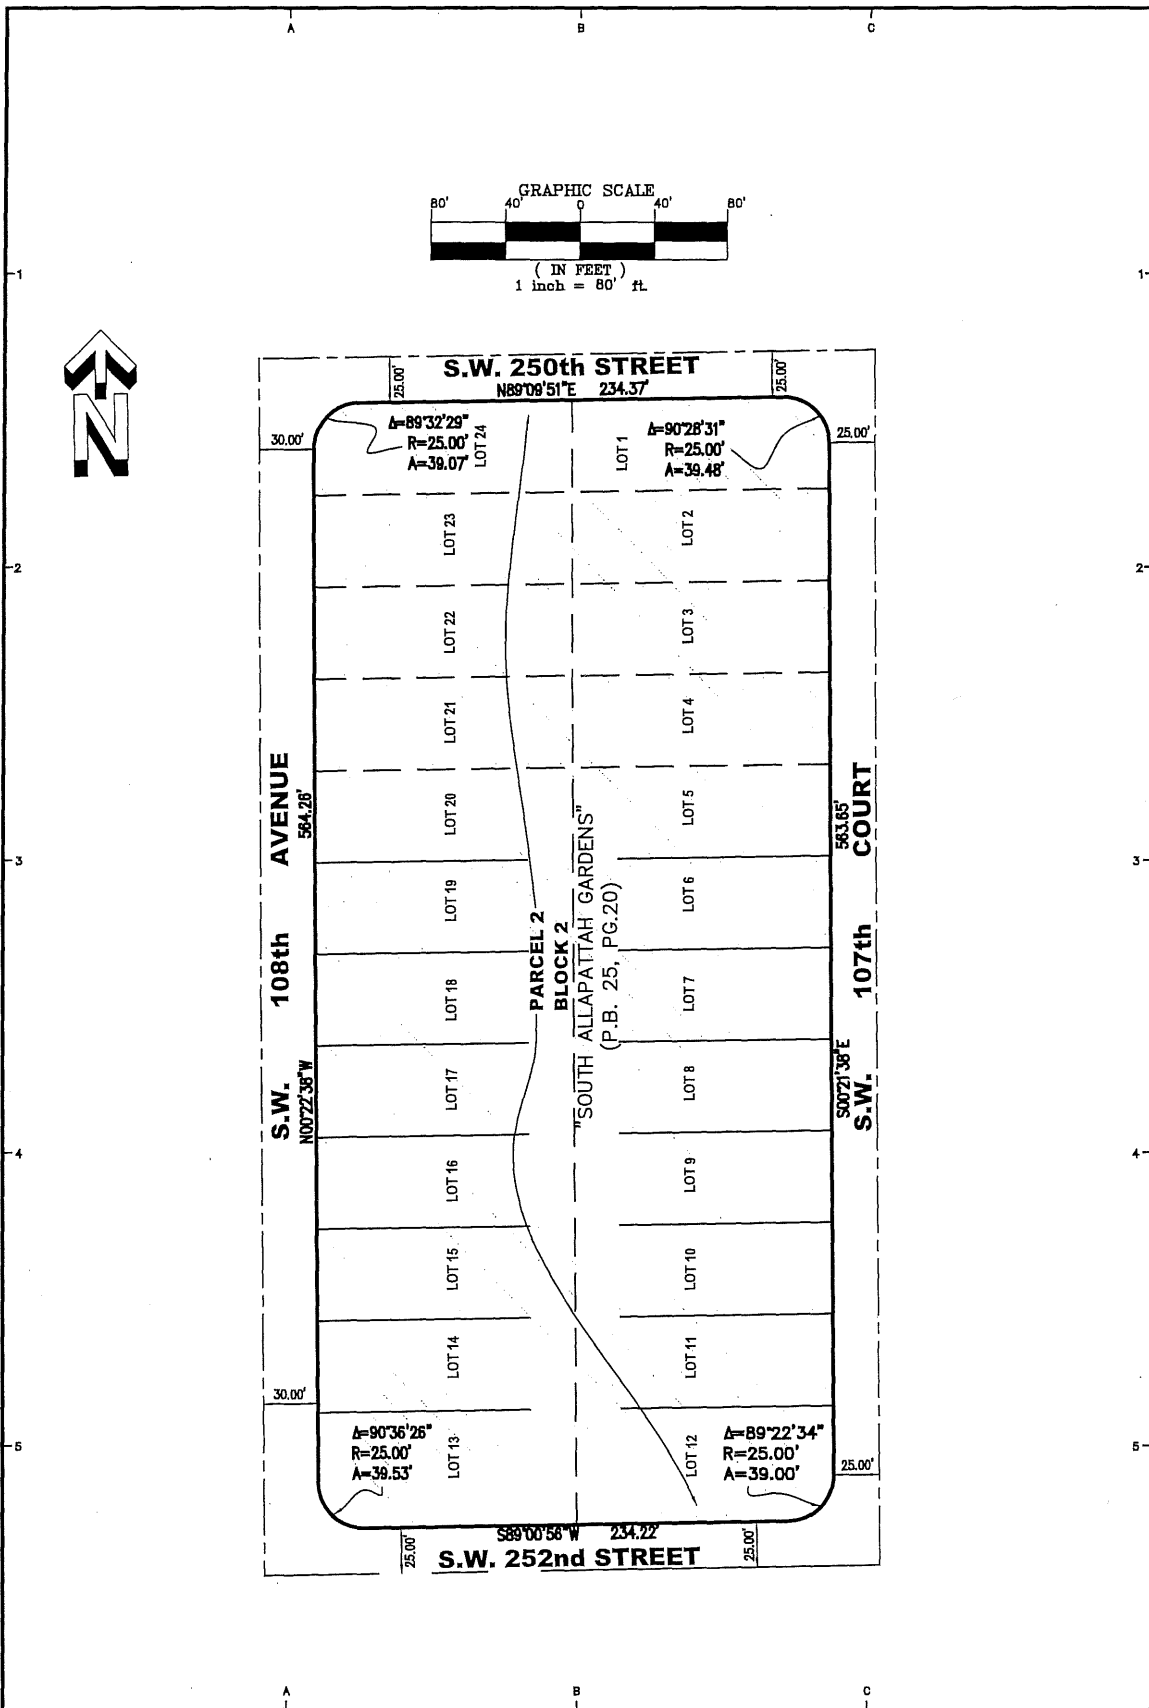 A B C
GRAPHIC SCALE
80' 40' 0 40' 80'
( IN FEET )
1 inch = 80' ft.
1 1
N
S.W. 250th STREET
N89°09'51"E 234.37'
25.00' 25.00'
30.00' 25.00'
Δ=89°32'29"
R=25.00'
A=39.07'
LOT 24
LOT 1
Δ=90°28'31"
R=25.00'
A=39.48'
LOT 23 LOT 2
2 2
LOT 22 LOT 3
LOT 21 LOT 4
LOT 20 LOT 5
3 3
LOT 19 LOT 6
LOT 18 LOT 7
LOT 17 LOT 8
4 4
LOT 16 LOT 9
LOT 15 LOT 10
LOT 14 LOT 11
LOT 13 LOT 12
S.W. 108th AVENUE
N00°22'38"W 564.26'
PARCEL 2
BLOCK 2
"SOUTH ALLAPATTAH GARDENS"
(P.B. 25, PG.20)
S.W. 107th COURT
S00°21'38"E 563.65'
30.00'
5 5
Δ=90°36'26"
R=25.00'
A=39.53'
Δ=89°22'34"
R=25.00'
A=39.00'
25.00'
S89°00'56"W 234.22'
25.00' 25.00'
S.W. 252nd STREET
A B C